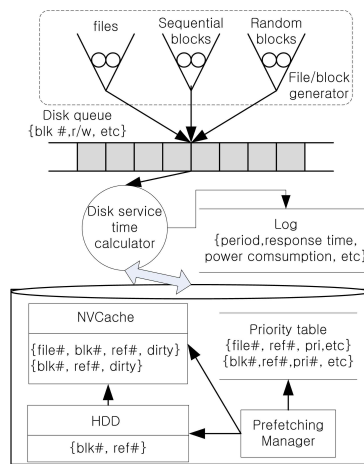 files
Sequential
blocks
Random
blocks
File/block
generator
Disk queue
{blk #,r/w, etc}
Disk service
time
calculator
Log
{period,response time,
power comsumption, etc}
NVCache
{file#, blk#, ref#, dirty}
{blk#, ref#, dirty}
Priority table
{file#, ref#, pri,etc}
{blk#,ref#,pri#, etc}
HDD
{blk#, ref#}
Prefetching
Manager